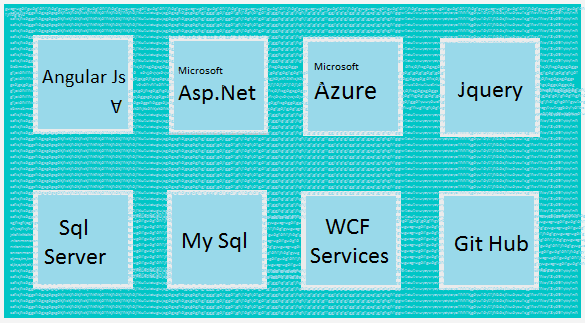 Angular Js
∀
Microsoft
Asp.Net
Microsoft
Azure
jquery
Sql
Server
My Sql
WCF
Services
Git Hub